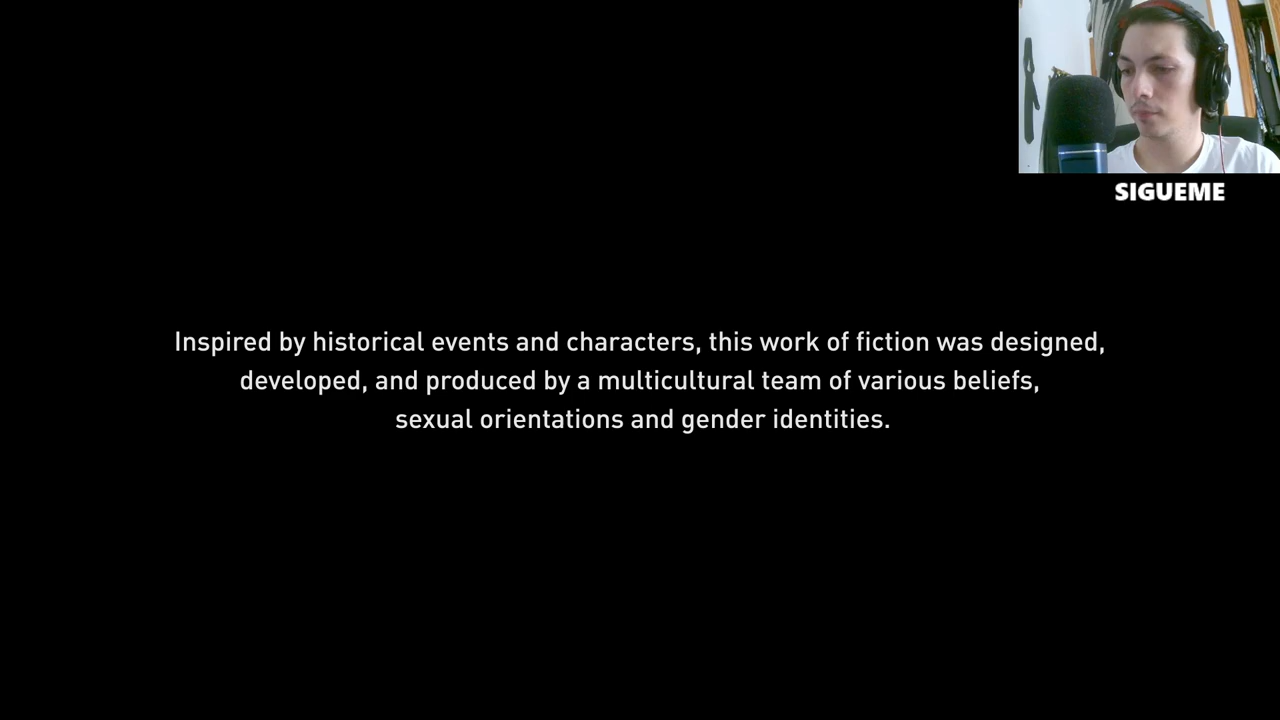 SIGUEME
Inspired by historical events and characters, this work of fiction was designed,
developed, and produced by a multicultural team of various beliefs,
sexual orientations and gender identities.